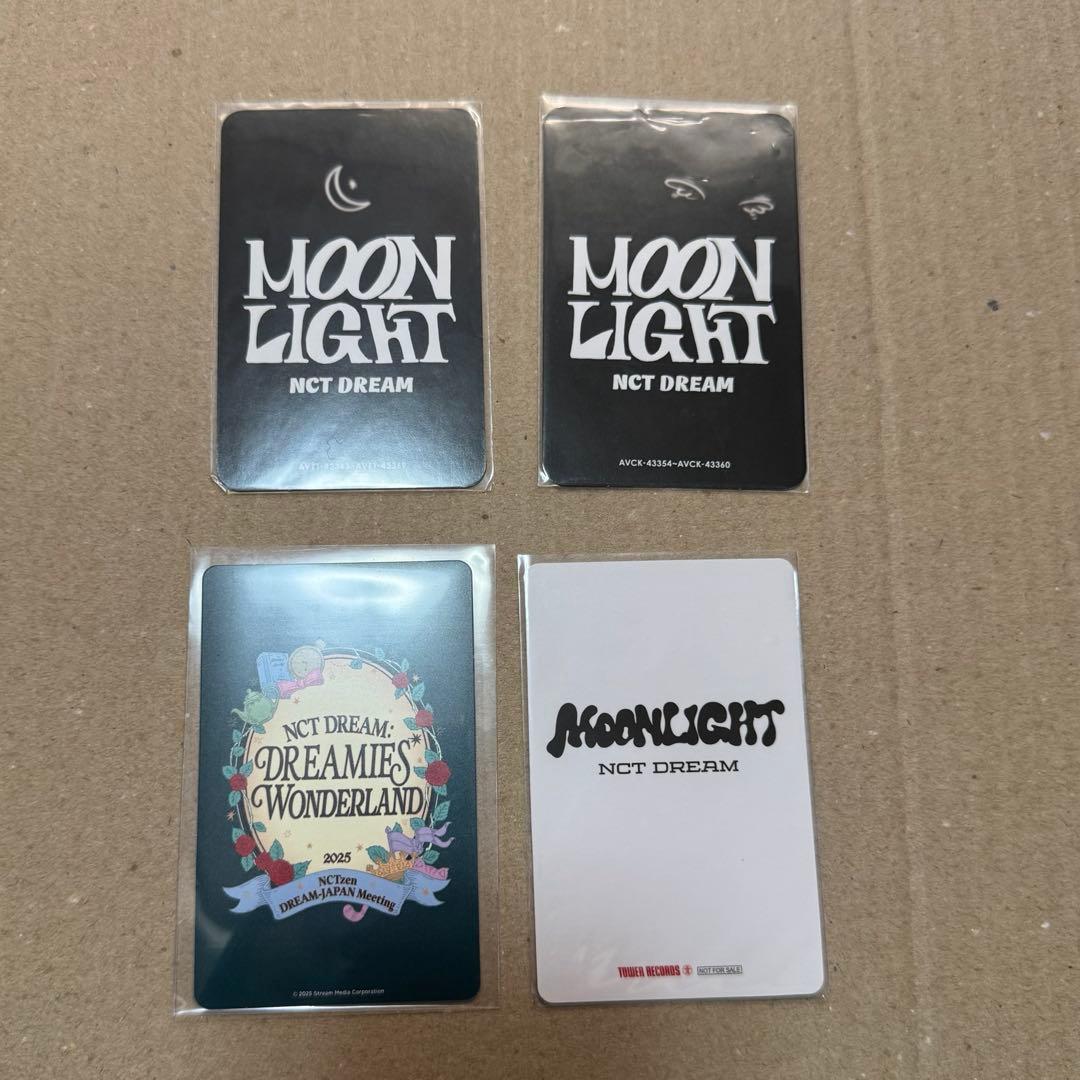 MOON
LIGHT
NCT DREAM
MOON
LIGHT
NCT DREAM
AVCK-43354~AVCK-43360
NCT DREAM:
DREAMIES
WONDERLAND
2025
NCTzen
DREAM-JAPAN Meeting
© 2025 Stream Media Corporation
MOONLIGHT
NCT DREAM
TOWER RECORDS NOT FOR SALE